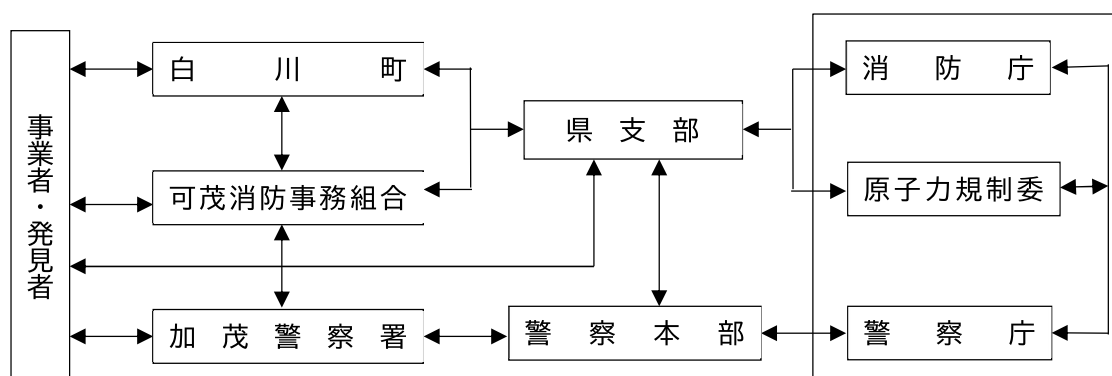 事業者・発見者
白川町
可茂消防事務組合
加茂警察署
県支部
警察本部
消防庁
原子力規制委
警察庁